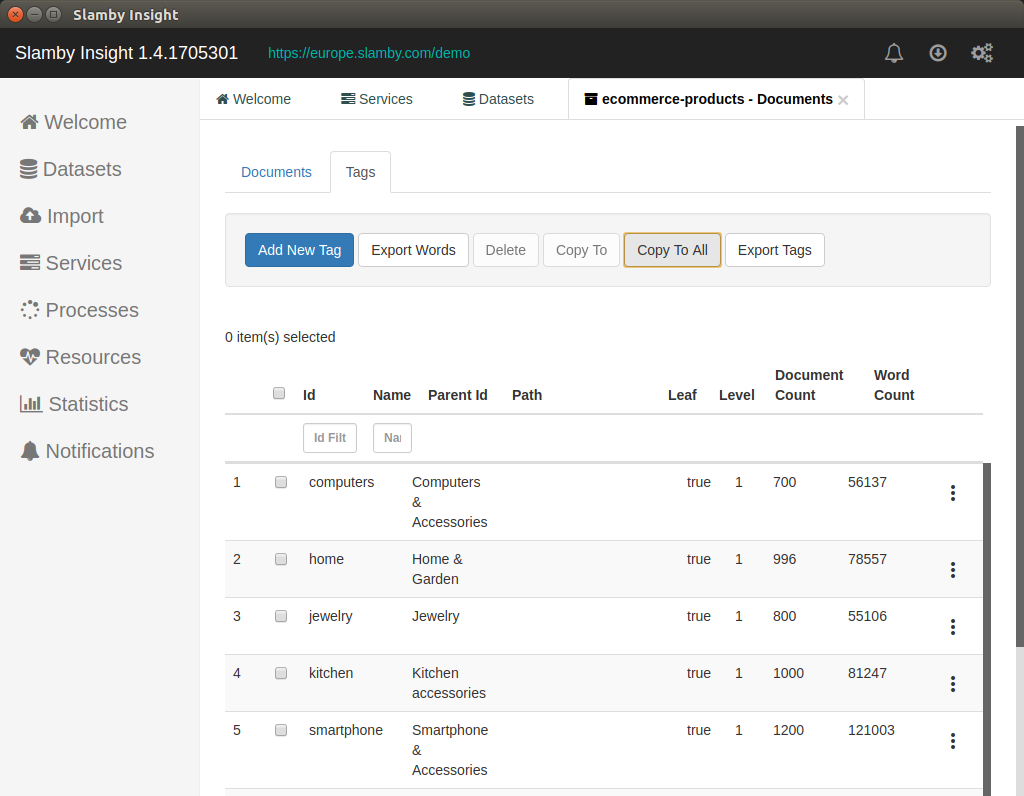 Slamby Insight
Slamby Insight 1.4.1705301 https://europe.slamby.com/demo
Welcome Services Datasets ecommerce-products - Documents
Welcome
Datasets
Import
Services
Processes
Resources
Statistics
Notifications
Documents Tags
Add New Tag Export Words Delete Copy To Copy To All Export Tags
0 item(s) selected
Id Name Parent Id Path Leaf Level Document Count Word Count
Id Filt Nar
1 computers Computers & Accessories true 1 700 56137
2 home Home & Garden true 1 996 78557
3 jewelry Jewelry true 1 800 55106
4 kitchen Kitchen accessories true 1 1000 81247
5 smartphone Smartphone & Accessories true 1 1200 121003